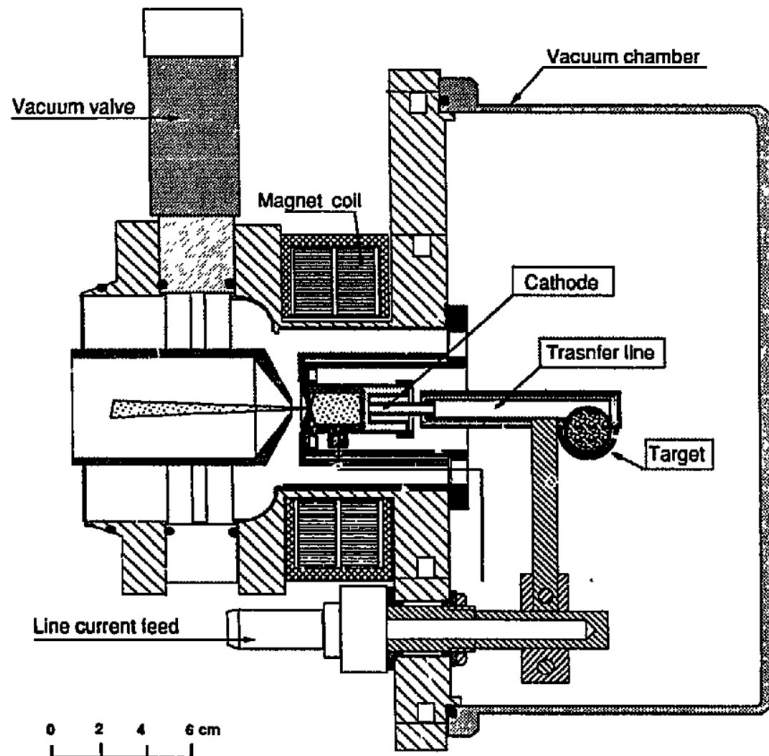 Vacuum chamber
Vacuum valve
Magnet coil
Cathode
Trasnfer line
Target
Line current feed
0 2 4 6 cm